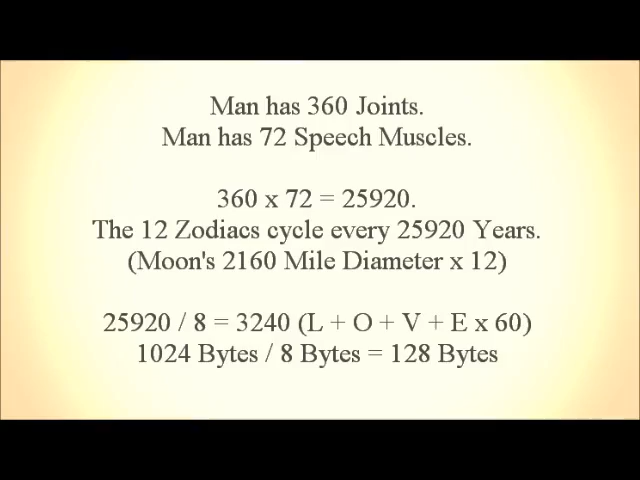 Man has 360 Joints.
Man has 72 Speech Muscles.
360 x 72 = 25920.
The 12 Zodiacs cycle every 25920 Years.
(Moon's 2160 Mile Diameter x 12)
25920 / 8 = 3240 (L + O + V + E x 60)
1024 Bytes / 8 Bytes = 128 Bytes